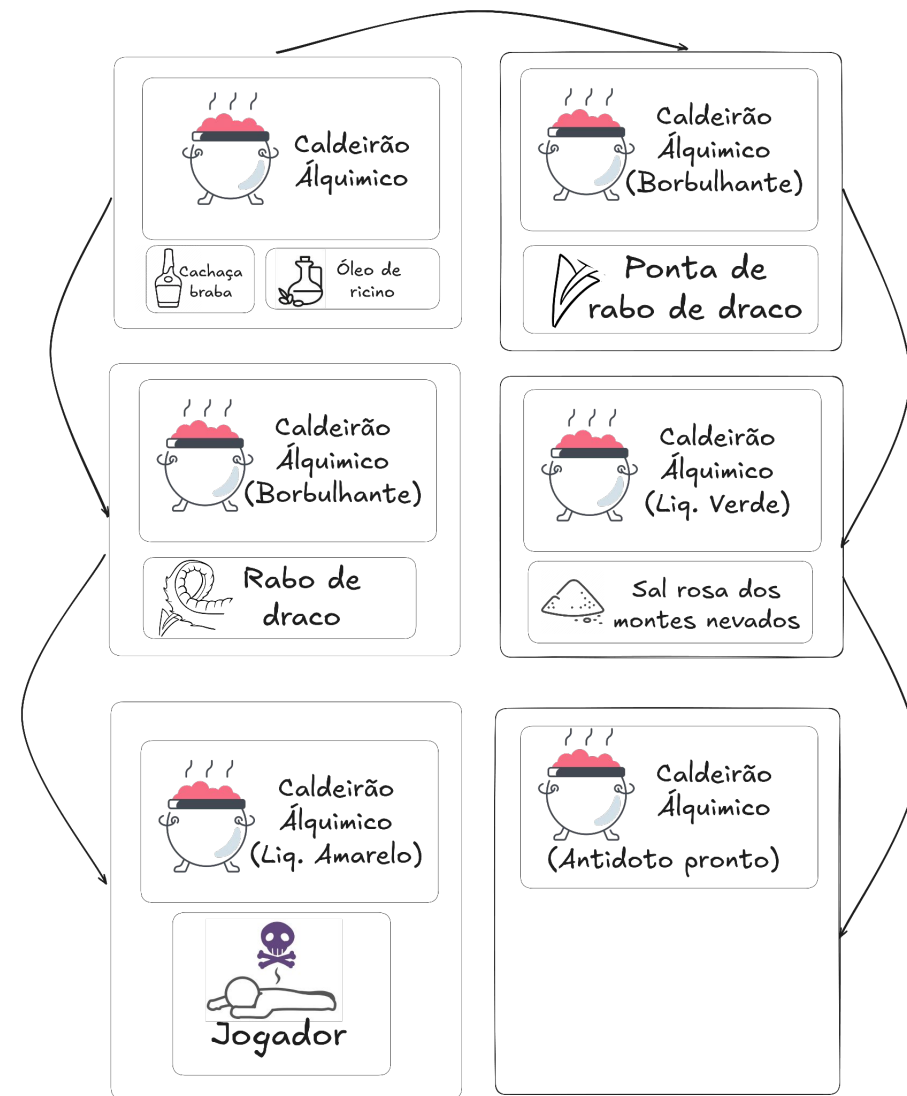 Caldeirão
Álquimico
Cachaça
braba
Óleo de
ricino
Caldeirão
Álquimico
(Borbulhante)
Ponta de
rabo de draco
Caldeirão
Álquimico
(Borbulhante)
Rabo de
draco
Caldeirão
Álquimico
(Liq. Verde)
Sal rosa dos
montes nevados
Caldeirão
Álquimico
(Liq. Amarelo)
Jogador
Caldeirão
Álquimico
(Antidoto pronto)